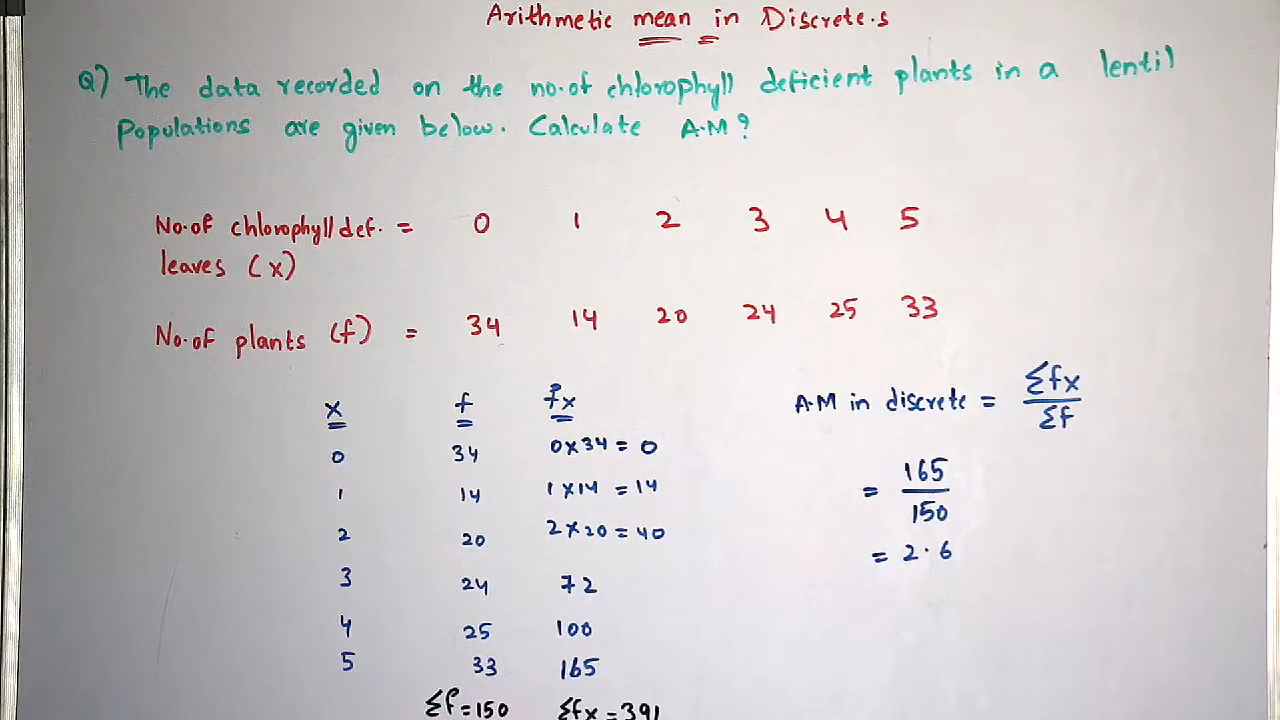 Arithmetic mean in Discrete.s
Q) The data recorded on the no.of chlorophyll deficient plants in a lentil
Populations are given below. Calculate A.M?
No.of chlorophyll def. = 0 1 2 3 4 5
leaves (x)
No.of plants (f) = 34 14 20 24 25 33
x f fx
0 34 0x34 = 0
1 14 1x14 = 14
2 20 2x20 = 40
3 24 72
4 25 100
5 33 165
Σf = 150 Σfx = 391
A.M in discrete = Σfx
Σf
= 165
150
= 2.6